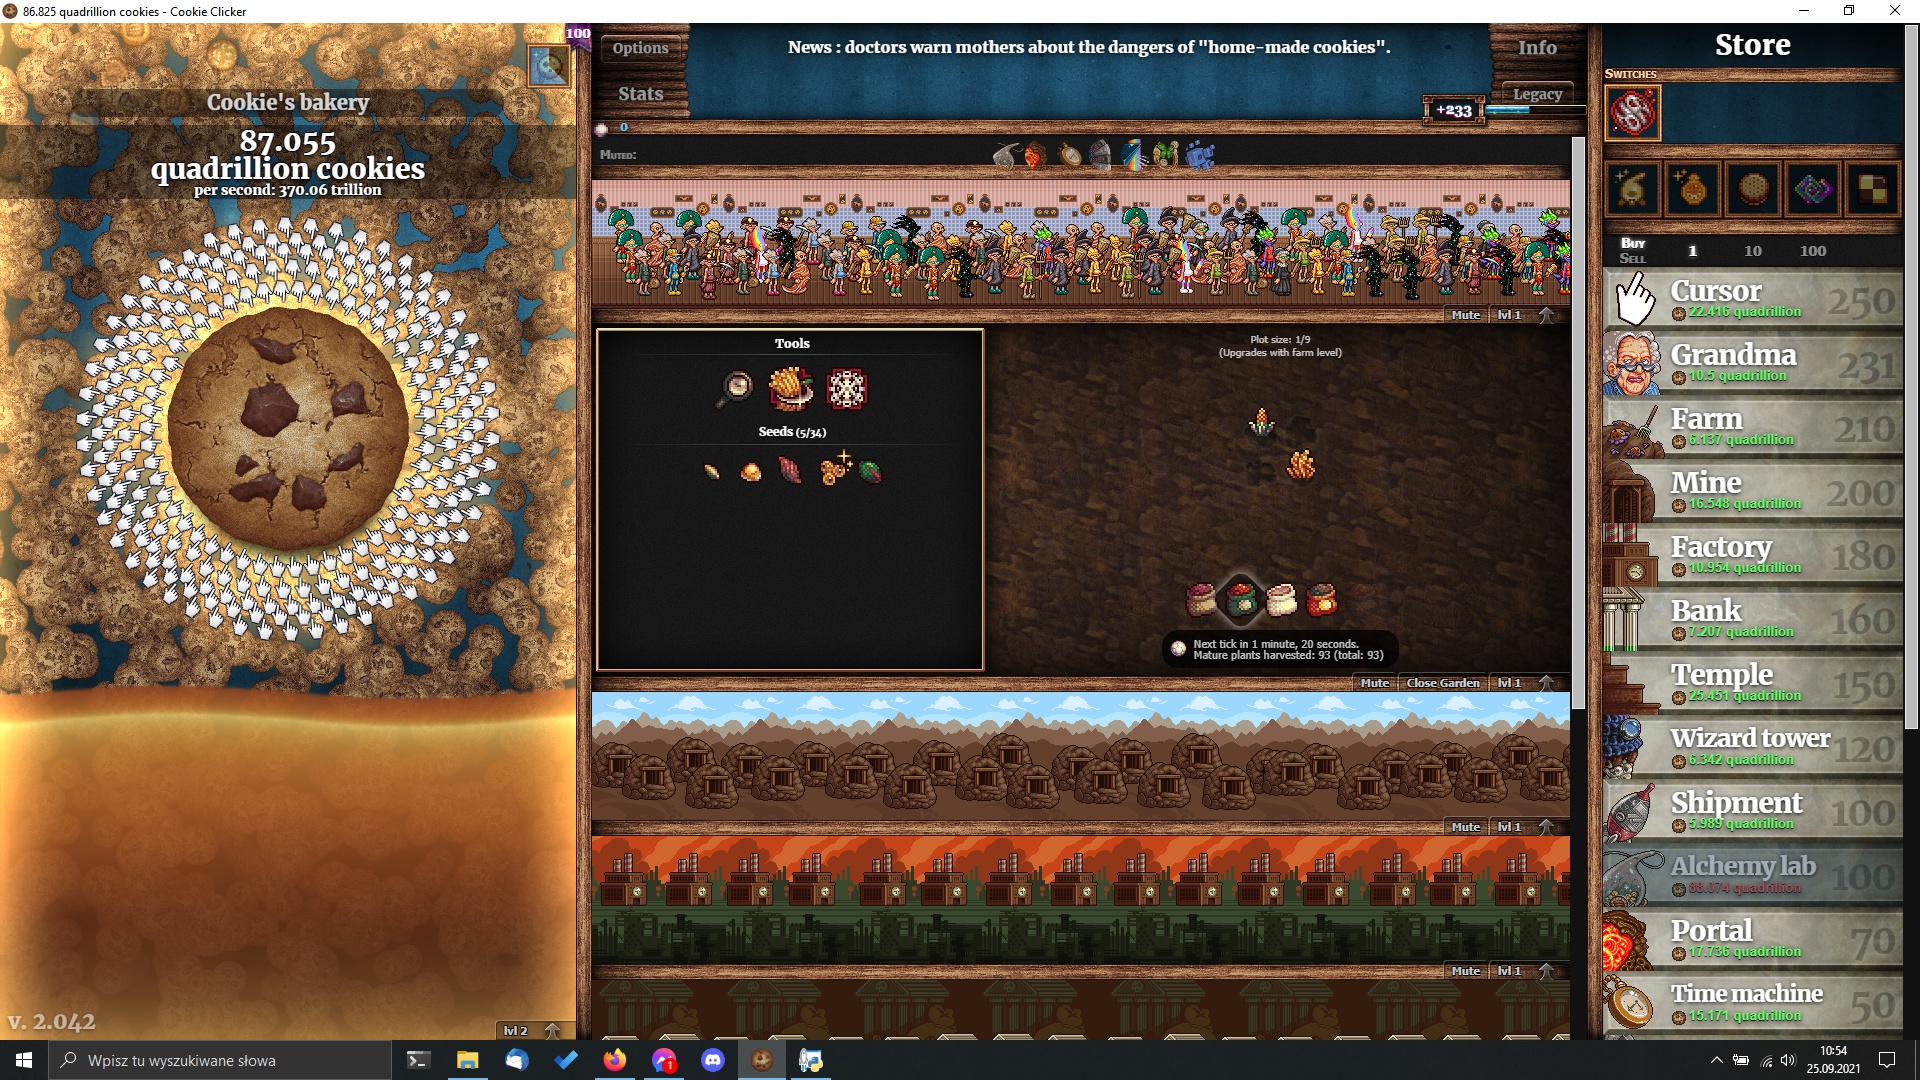 86.825 quadrillion cookies - Cookie Clicker
100
Cookie's bakery
87.055
quadrillion cookies
per second: 370.06 trillion
v. 2.042
lvl 2
Options
Stats
News : doctors warn mothers about the dangers of "home-made cookies".
Info
Legacy
+233
0
Muted:
Mute
lvl 1
Tools
Seeds (5/34)
Plot size: 1/9
(Upgrades with farm level)
Next tick in 1 minute, 20 seconds.
Mature plants harvested: 93 (total: 93)
Mute
Close Garden
lvl 1
Mute
lvl 1
Mute
lvl 1
Store
Switches
Buy
Sell
1
10
100
Cursor
22.416 quadrillion
250
Grandma
10.5 quadrillion
231
Farm
6.137 quadrillion
210
Mine
16.548 quadrillion
200
Factory
10.954 quadrillion
180
Bank
7.207 quadrillion
160
Temple
25.451 quadrillion
150
Wizard tower
6.342 quadrillion
120
Shipment
5.989 quadrillion
100
Alchemy lab
88.074 quadrillion
100
Portal
17.736 quadrillion
70
Time machine
15.171 quadrillion
50
Wpisz tu wyszukiwane słowa
1
10:54
25.09.2021